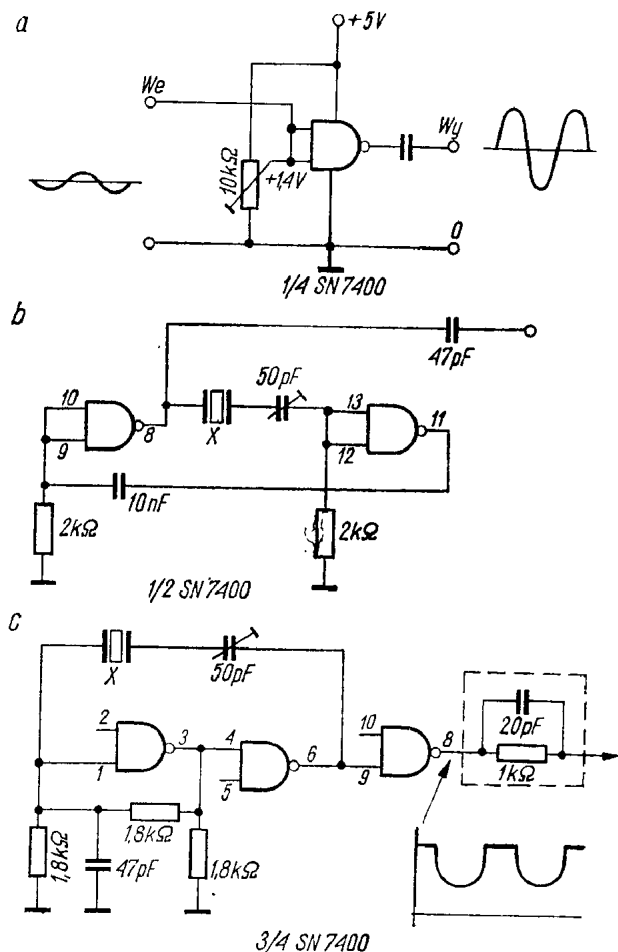 a
+5V
We
Wy
10kΩ
+1,4V
0
1/4 SN7400
b
47pF
50pF
10
9
8
X
13
12
11
10nF
2kΩ
2kΩ
1/2 SN7400
c
X
50pF
2
1
3
4
5
6
10
9
8
20pF
1kΩ
1,8kΩ
1,8kΩ
47pF
1,8kΩ
3/4 SN7400